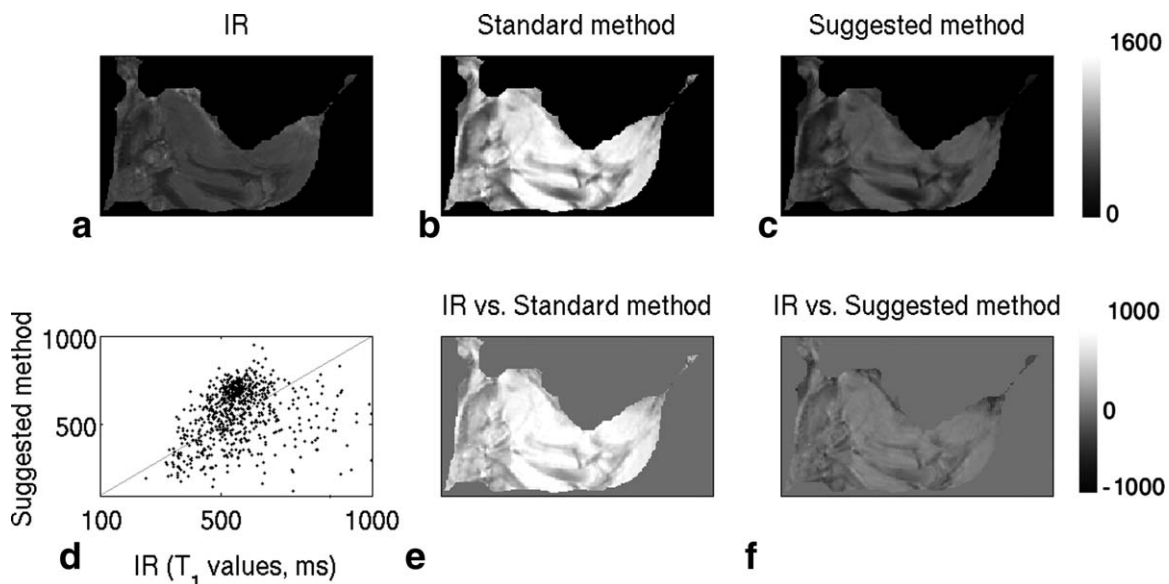 IR
Standard method
Suggested method
1600
0
a
b
c
IR vs. Standard method
IR vs. Suggested method
1000
0
-1000
Suggested method
1000
500
100
500
1000
IR (T1 values, ms)
d
e
f